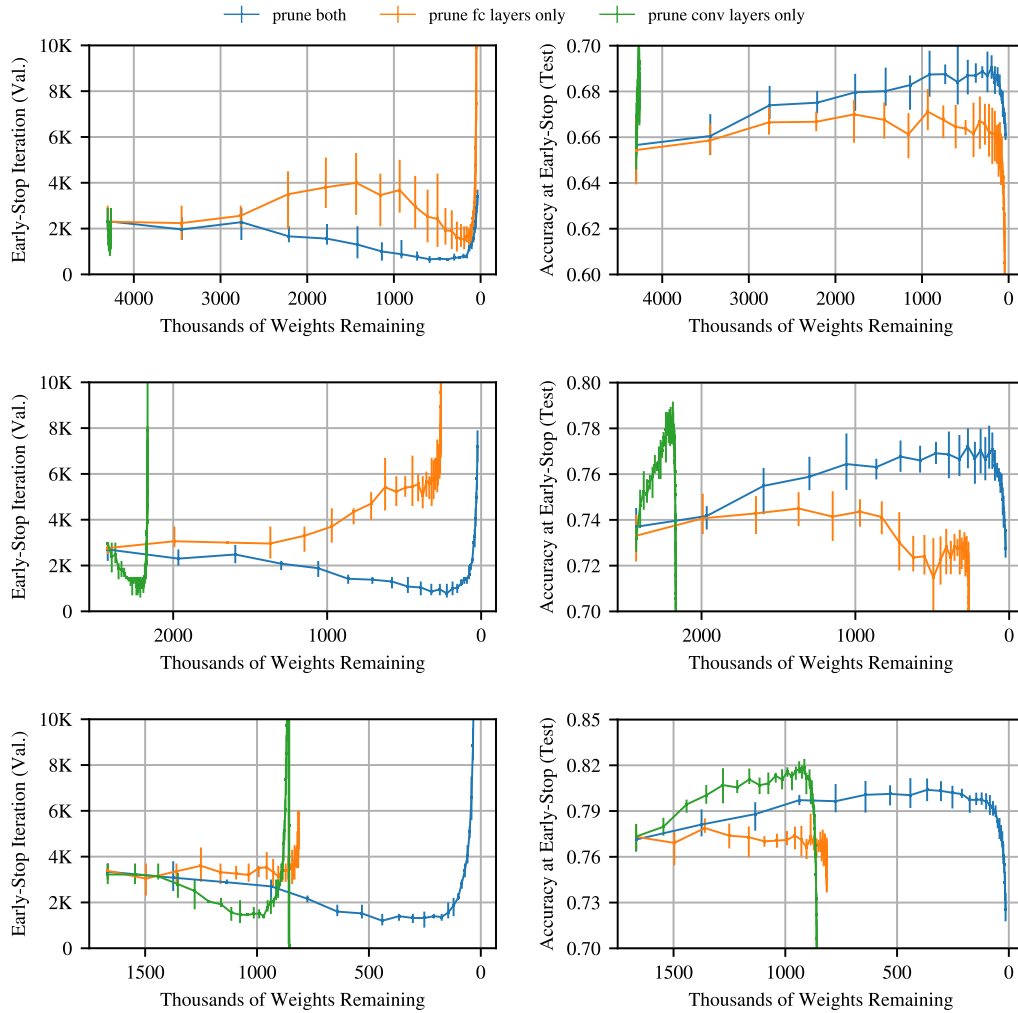 prune both prune fc layers only prune conv layers only
Early-Stop Iteration (Val.)
10K
8K
6K
4K
2K
0
4000 3000 2000 1000 0
Thousands of Weights Remaining
Accuracy at Early-Stop (Test)
0.70
0.68
0.66
0.64
0.62
0.60
4000 3000 2000 1000 0
Thousands of Weights Remaining
Early-Stop Iteration (Val.)
10K
8K
6K
4K
2K
0
2000 1000 0
Thousands of Weights Remaining
Accuracy at Early-Stop (Test)
0.80
0.78
0.76
0.74
0.72
0.70
2000 1000 0
Thousands of Weights Remaining
Early-Stop Iteration (Val.)
10K
8K
6K
4K
2K
0
1500 1000 500 0
Thousands of Weights Remaining
Accuracy at Early-Stop (Test)
0.85
0.82
0.79
0.76
0.73
0.70
1500 1000 500 0
Thousands of Weights Remaining